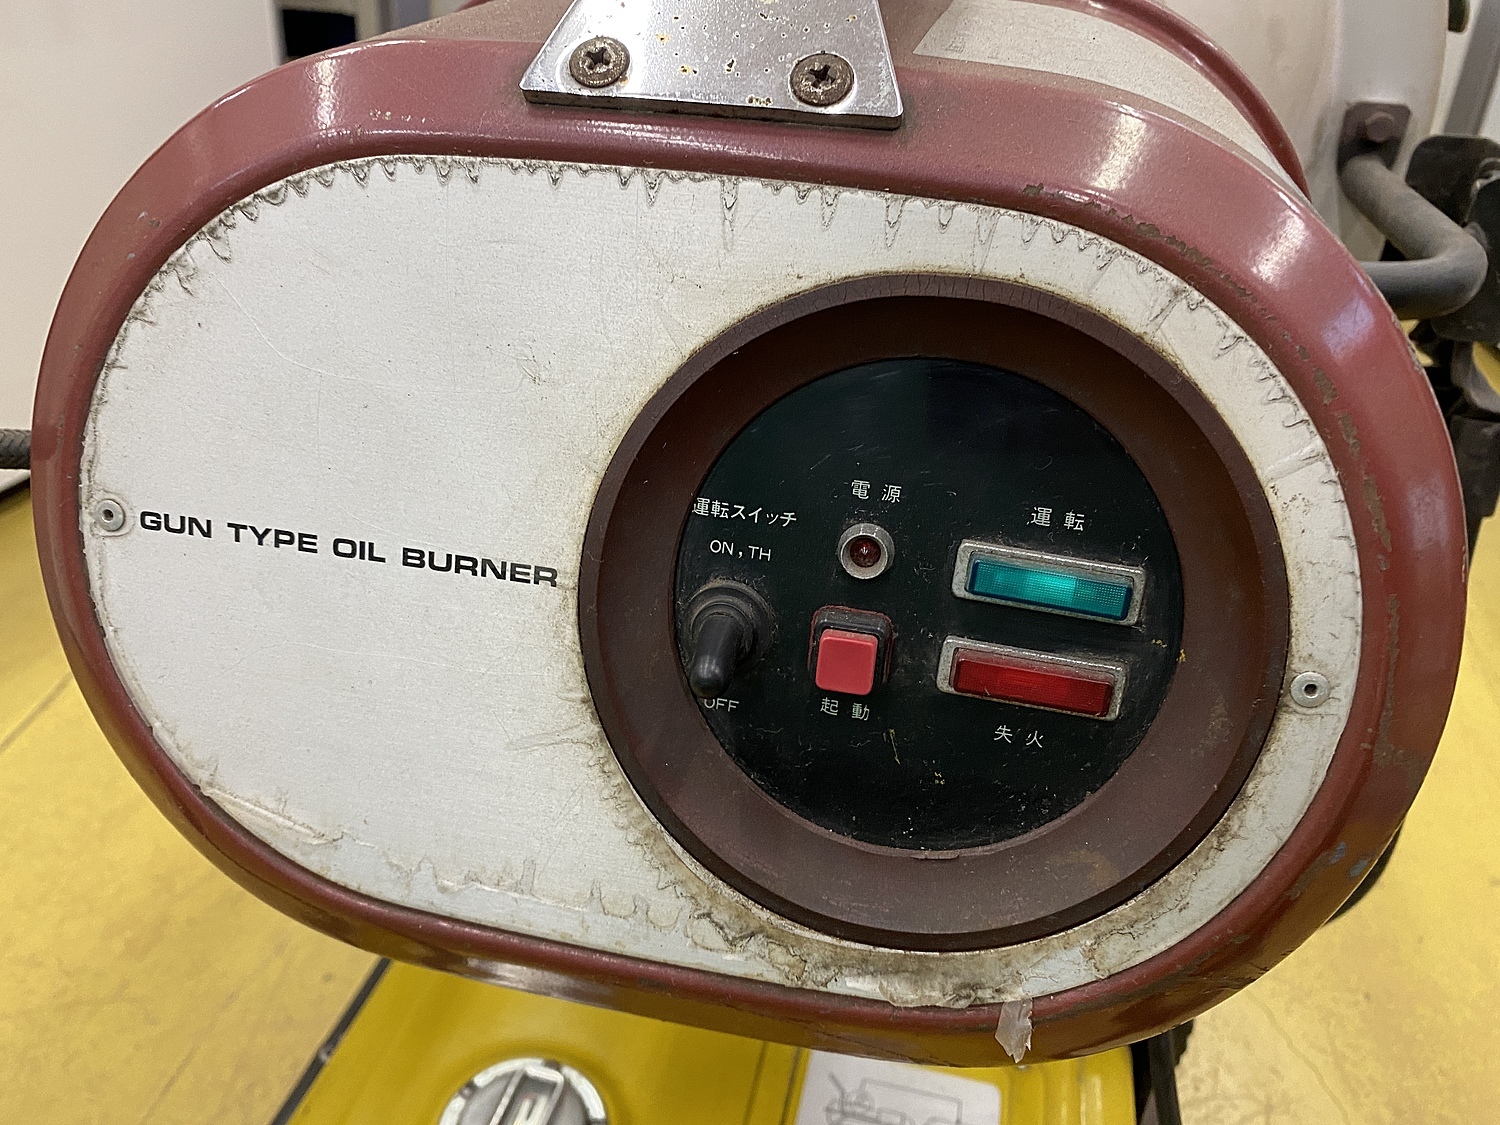 GUN TYPE OIL BURNER
電源
運転
運転スイッチ
ON,TH
OFF
起動
失火